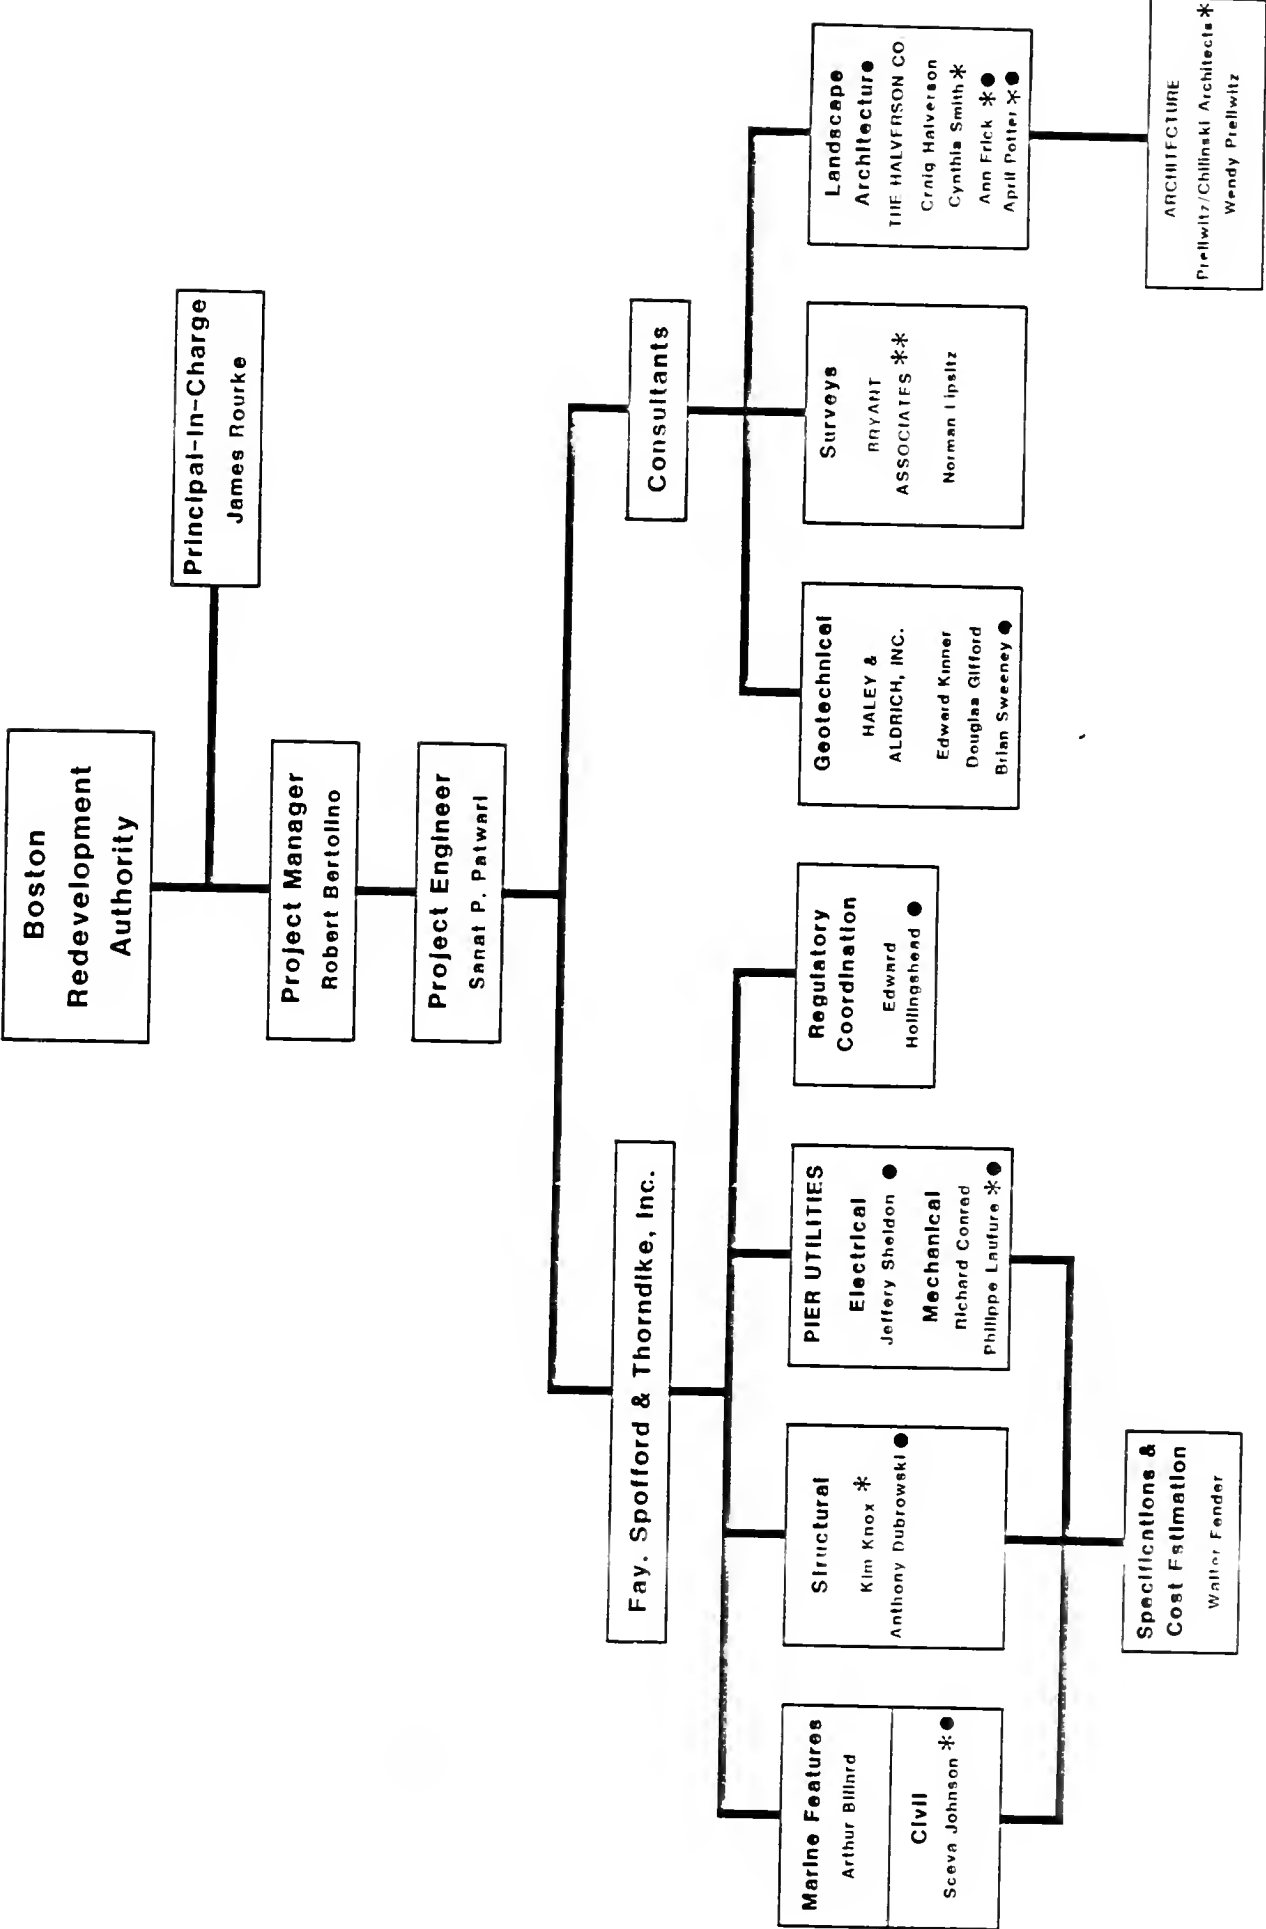 Boston
Redevelopment
Authority
Principal-In-Charge
James Rourke
Project Manager
Robert Bertolino
Project Engineer
Sanat P. Patwari
Fay. Spofford & Thorndike, Inc.
Consultants
Marine Features
Arthur Billard
Civil
Sceva Johnson *●
Structural
Kim Knox *
Anthony Dubrowski ●
PIER UTILITIES
Electrical
Jeffery Sheldon ●
Mechanical
Richard Conrad
Philippe Laufure *●
Regulatory
Coordination
Edward
Hollingshead ●
Geotechnical
HALEY &
ALDRICH, INC.
Edward Kinner
Douglas Gifford
Brian Sweeney ●
Surveys
BRYANT
ASSOCIATES **
Norman Lipsitz
Landscape
Architecture
THE HALVERSON CO.
Craig Halverson
Cynthia Smith *
Ann Frick *●
April Potter *●
Specifications &
Cost Estimation
Walter Fender
ARCHITECTURE
Prellwitz/Chilinski Architects *
Wendy Prellwitz